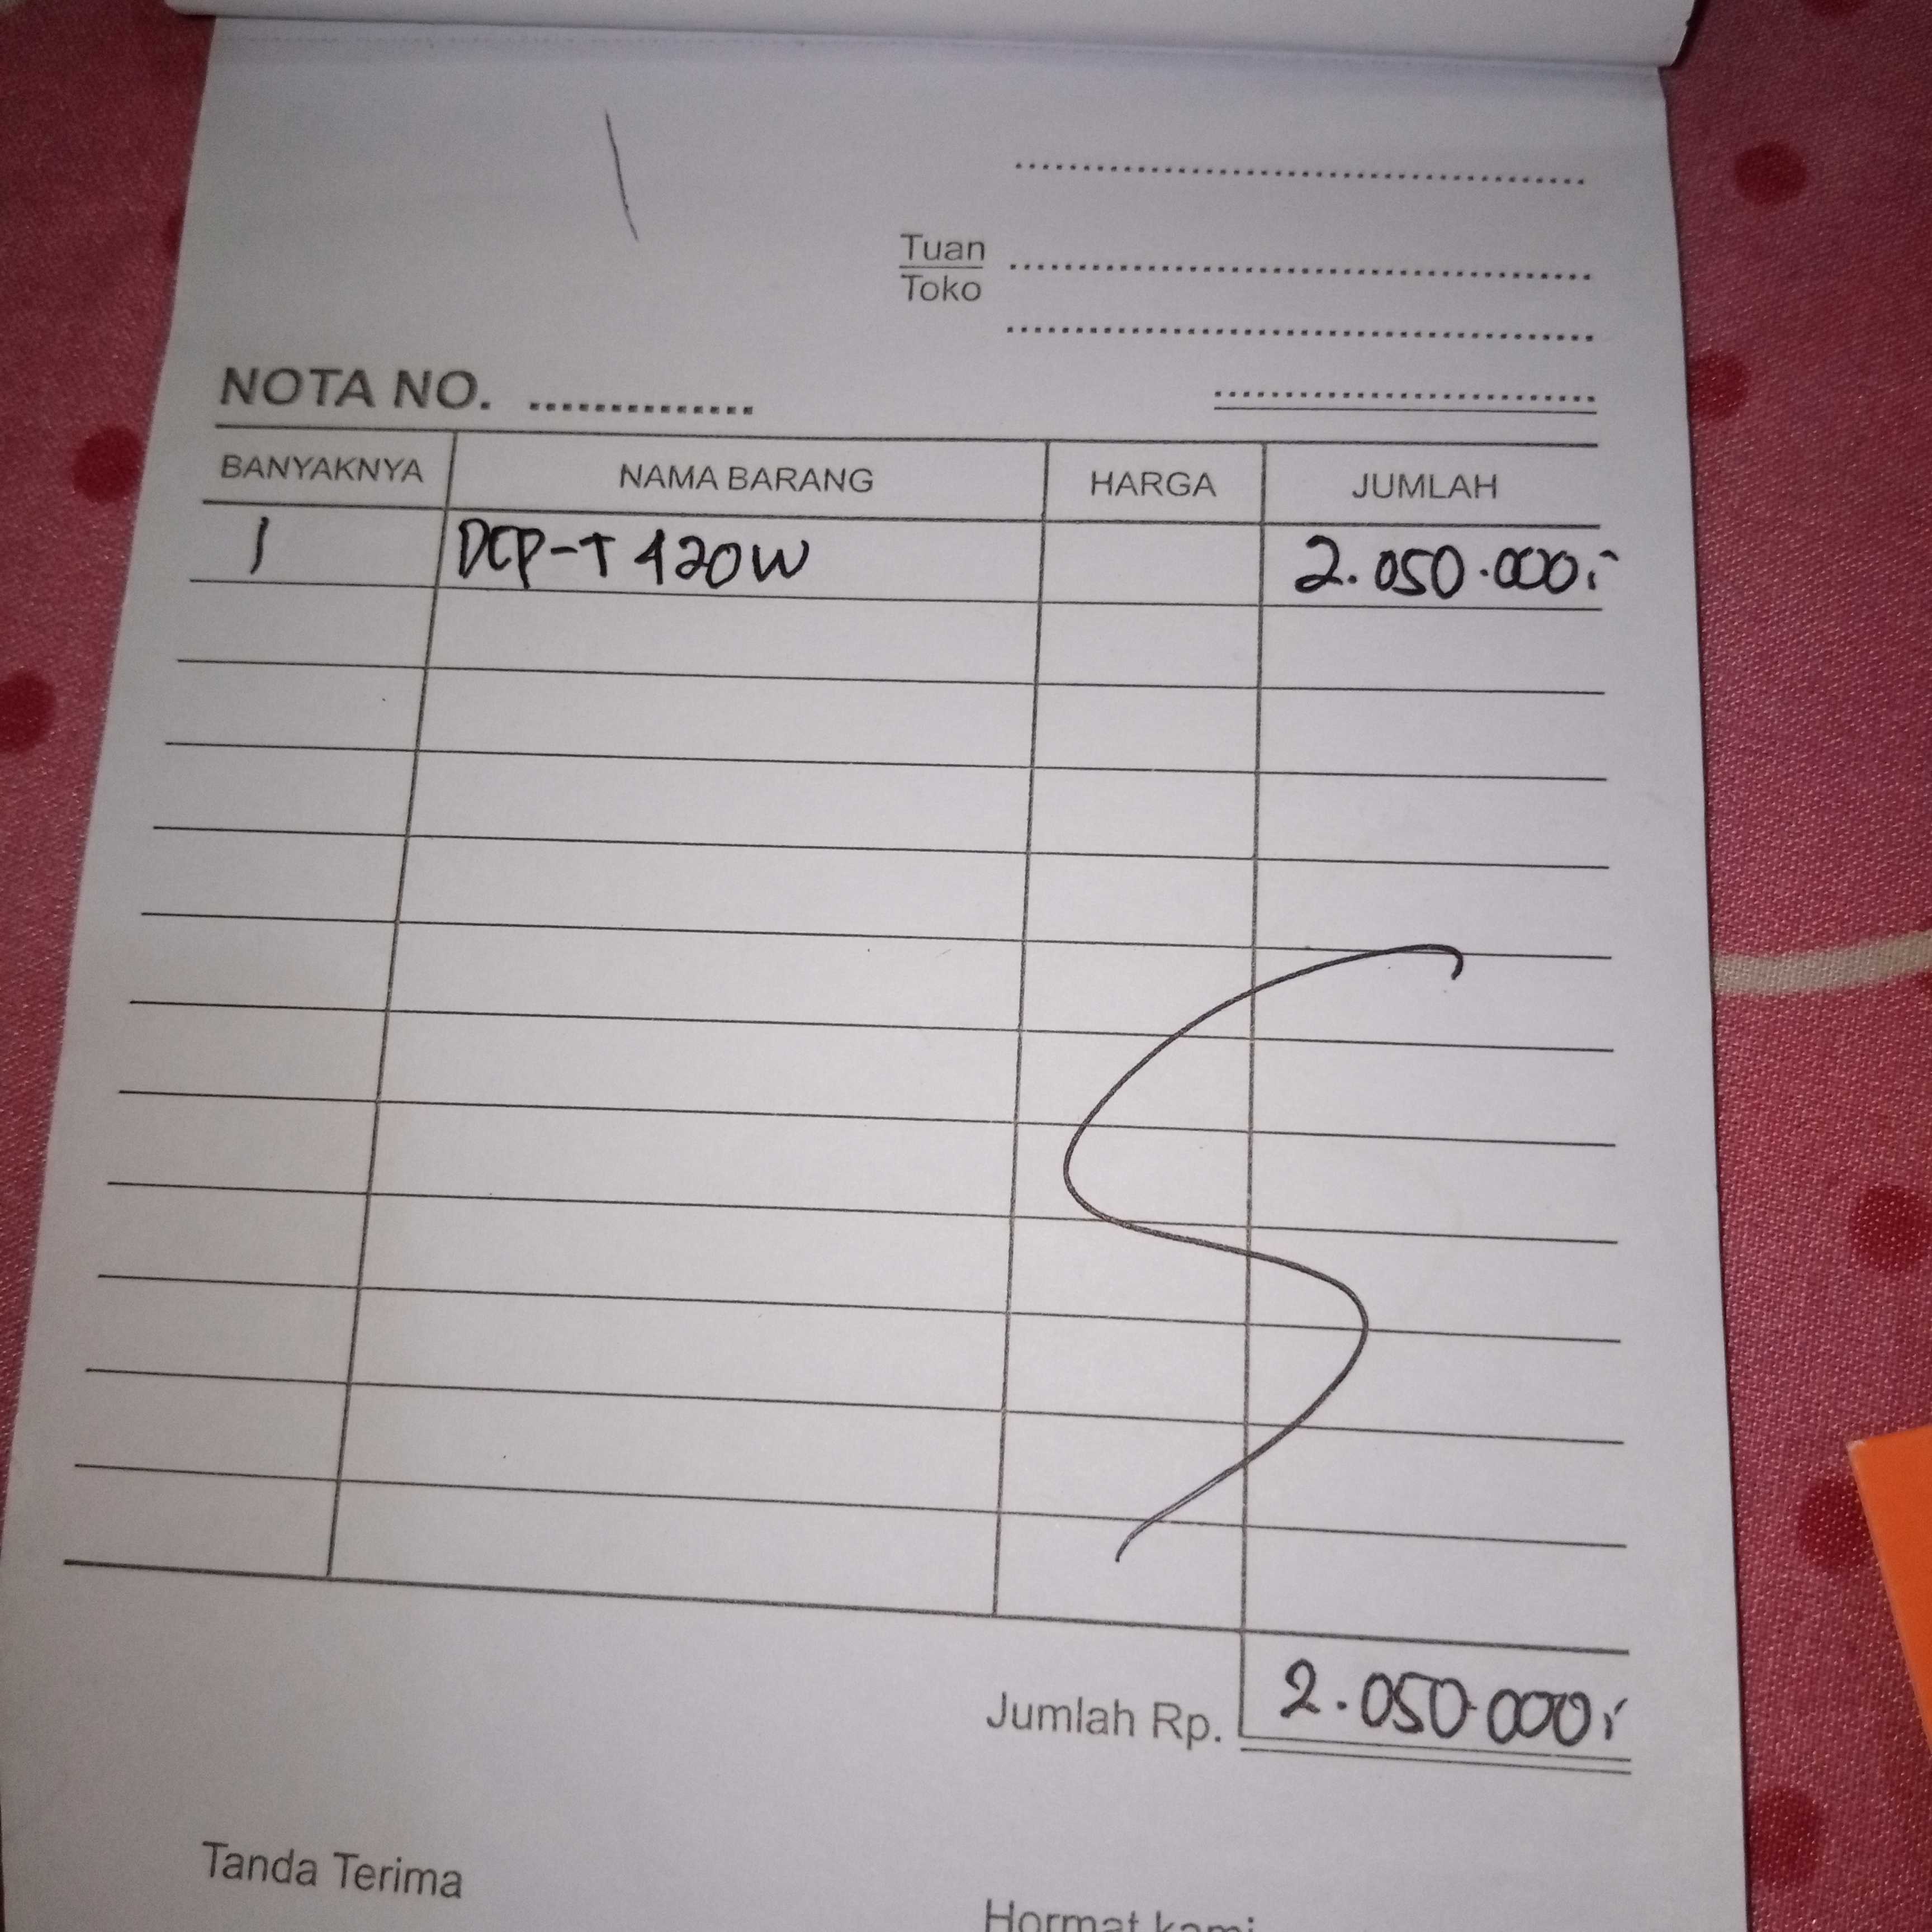 Tuan
Toko
NOTA NO. ..............
BANYAKNYA NAMA BARANG HARGA JUMLAH
1 DCP-T420W 2.050.000,-
Jumlah Rp. 2.050.000,-
Tanda Terima
Hormat kami